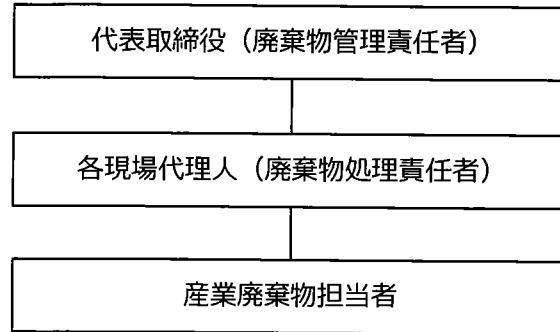 代表取締役（廃棄物管理責任者）
各現場代理人（廃棄物処理責任者）
産業廃棄物担当者